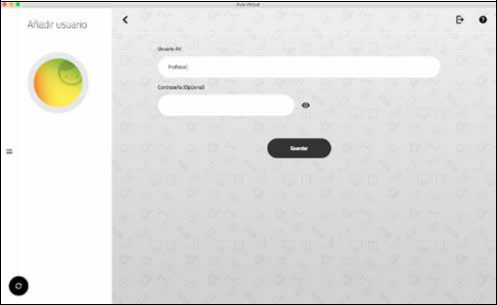 Aula Virtual
Añadir usuario
Usuario AV
Profesor
Contraseña (Opcional)
Guardar